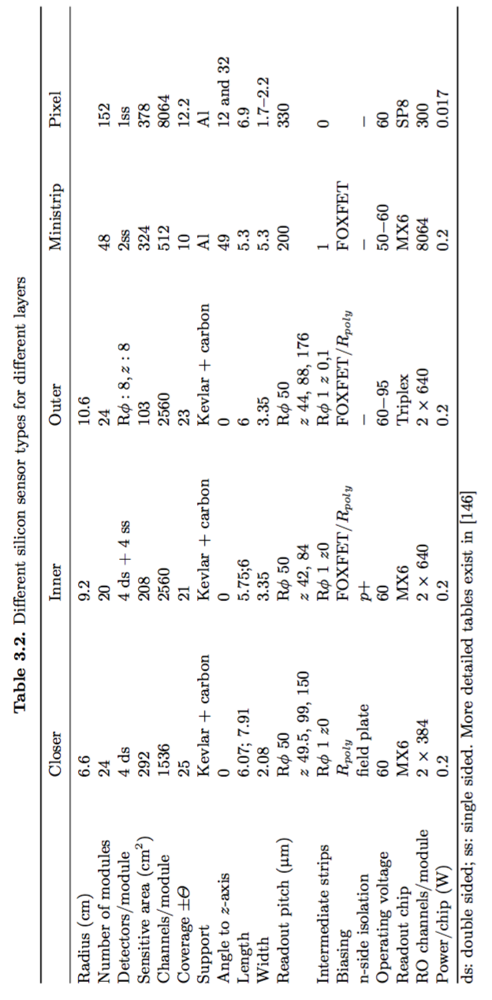 Table 3.2. Different silicon sensor types for different layers
Closer Inner Outer Ministrip Pixel
Radius (cm) 6.6 9.2 10.6
Number of modules 24 20 24 48 152
Detectors/module 4 ds 4 ds + 4 ss Rϕ : 8, z : 8 2ss 1ss
Sensitive area (cm²) 292 208 103 324 378
Channels/module 1536 2560 2560 512 8064
Coverage ±Θ 25 21 23 10 12.2
Support Kevlar + carbon Kevlar + carbon Kevlar + carbon Al Al
Angle to z-axis 0 0 0 49 12 and 32
Length 6.07; 7.91 5.75;6 6 5.3 6.9
Width 2.08 3.35 3.35 5.3 1.7–2.2
Readout pitch (μm) Rϕ 50 Rϕ 50 Rϕ 50 200 330
z 49.5, 99, 150 z 42, 84 z 44, 88, 176
Intermediate strips Rϕ 1 z0 Rϕ 1 z0 Rϕ 1 z 0,1 1 0
Biasing R_poly FOXFET/R_poly FOXFET/R_poly FOXFET
n-side isolation field plate p+ – – –
Operating voltage 60 60 60–95 50–60 60
Readout chip MX6 MX6 Triplex MX6 SP8
RO channels/module 2 × 384 2 × 640 2 × 640 8064 300
Power/chip (W) 0.2 0.2 0.2 0.2 0.017
ds: double sided; ss: single sided. More detailed tables exist in [146]